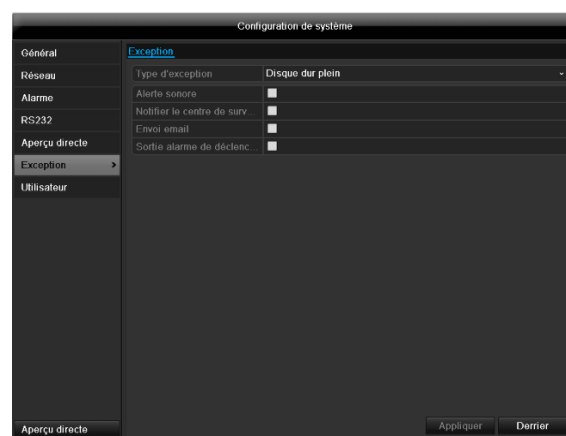 Configuration de système
Général
Réseau
Alarme
RS232
Aperçu directe
Exception
Utilisateur
Aperçu directe
Exception
Type d'exception Disque dur plein
Alerte sonore
Notifier le centre de surv...
Envoi email
Sortie alarme de déclenc...
Appliquer Derrier